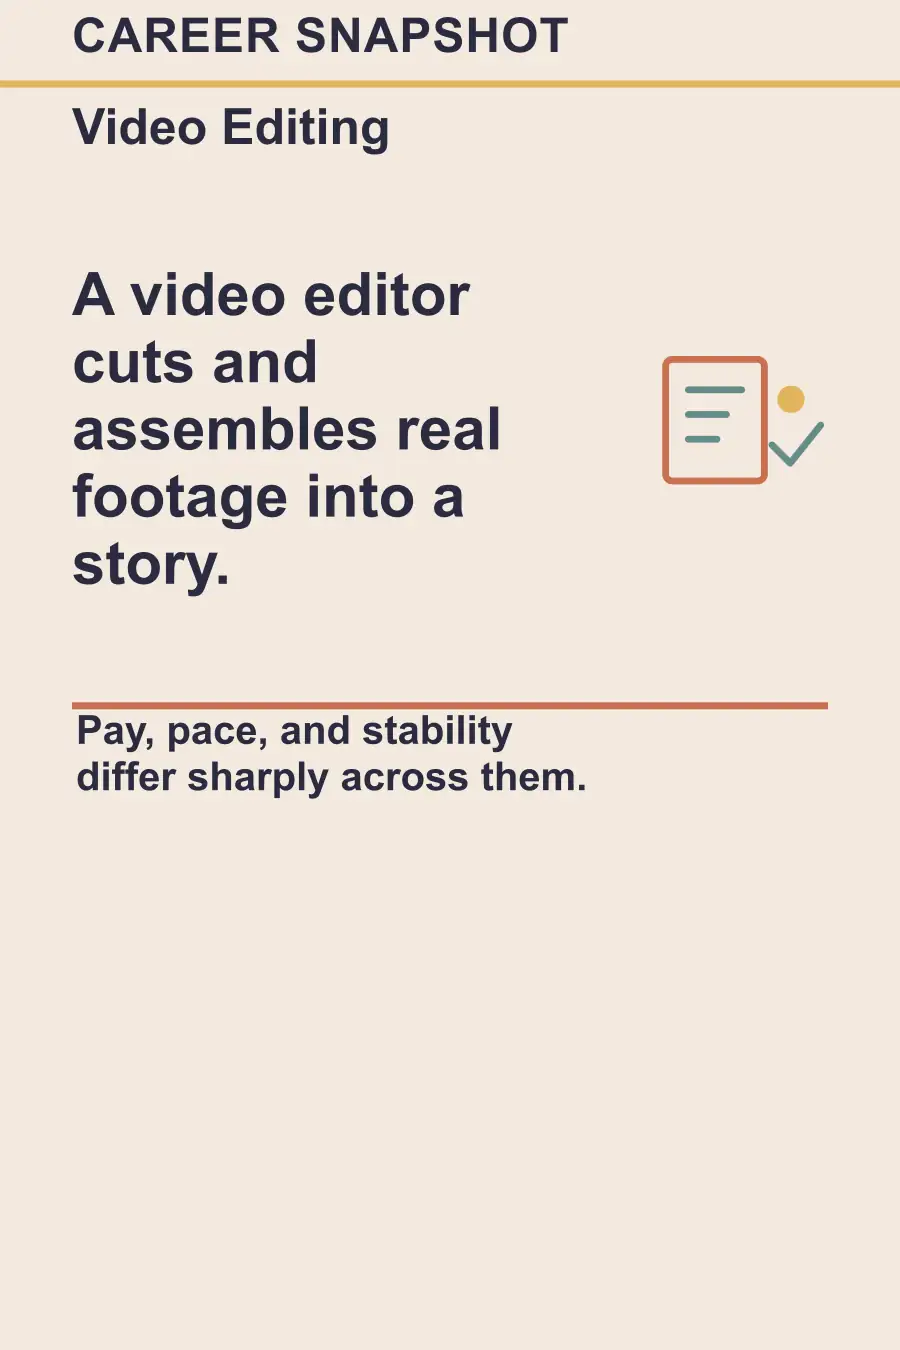 CAREER SNAPSHOT
Video Editing
A video editor
cuts and
assembles real
footage into a
story.
Pay, pace, and stability
differ sharply across them.